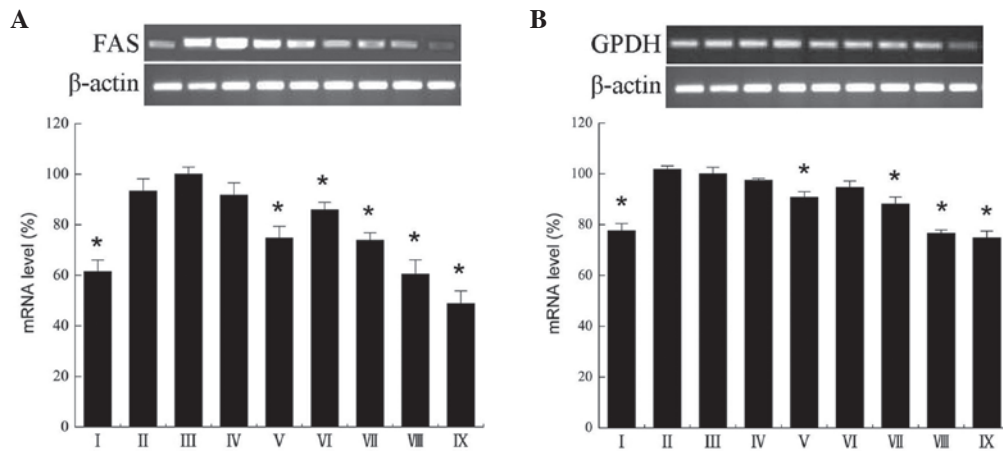 A
FAS
β-actin
mRNA level (%)
120
100
80
60
40
20
0
*
*
*
*
*
*
I II III IV V VI VII VIII IX
B
GPDH
β-actin
mRNA level (%)
120
100
80
60
40
20
0
*
*
*
*
*
I II III IV V VI VII VIII IX